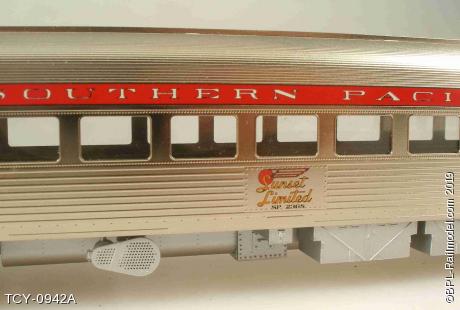 SOUTHERN PACI
Sunset
Limited
TCY-0942A
©BPL-Railmodel.com 2019